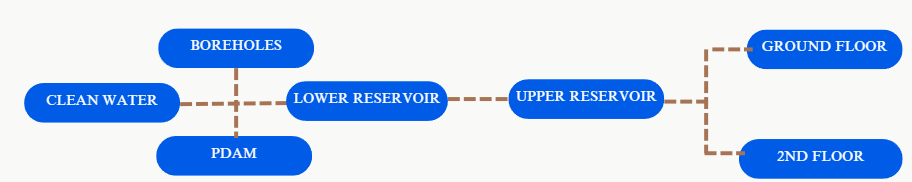 BOREHOLES
CLEAN WATER
PDAM
LOWER RESERVOIR
UPPER RESERVOIR
GROUND FLOOR
2ND FLOOR